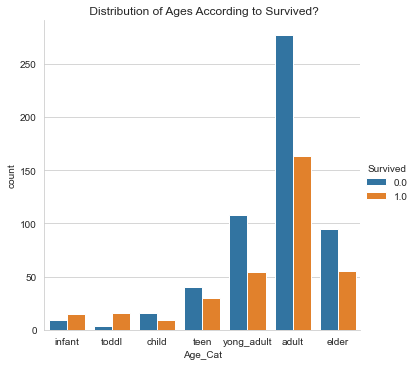 Distribution of Ages According to Survived?
250
200
150
100
50
0
count
infant toddl child teen yong_adult adult elder
Age_Cat
Survived
0.0
1.0